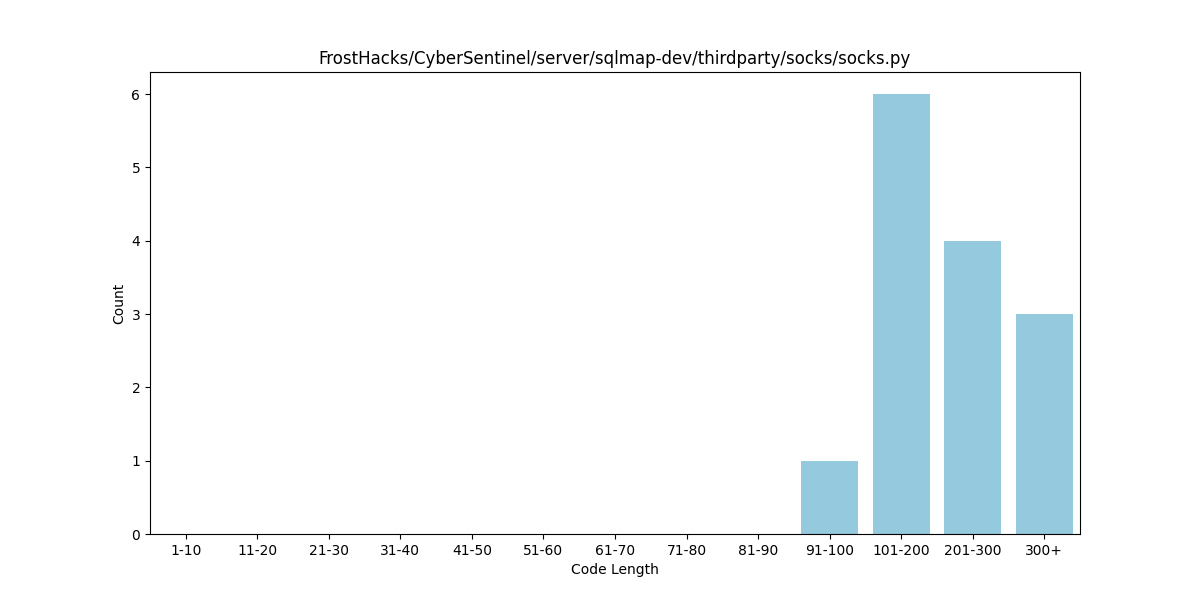 FrostHacks/CyberSentinel/server/sqlmap-dev/thirdparty/socks/socks.py
6
5
4
3
2
1
0
Count
1-10 11-20 21-30 31-40 41-50 51-60 61-70 71-80 81-90 91-100 101-200 201-300 300+
Code Length